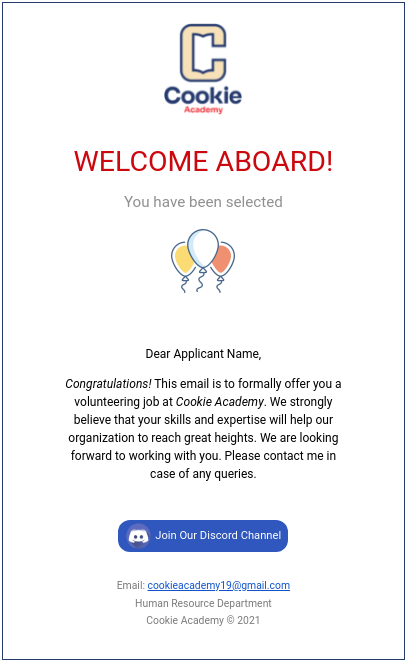 Cookie
Academy
WELCOME ABOARD!
You have been selected
Dear Applicant Name,
Congratulations! This email is to formally offer you a
volunteering job at Cookie Academy. We strongly
believe that your skills and expertise will help our
organization to reach great heights. We are looking
forward to working with you. Please contact me in
case of any queries.
Join Our Discord Channel
Email: cookieacademy19@gmail.com
Human Resource Department
Cookie Academy © 2021